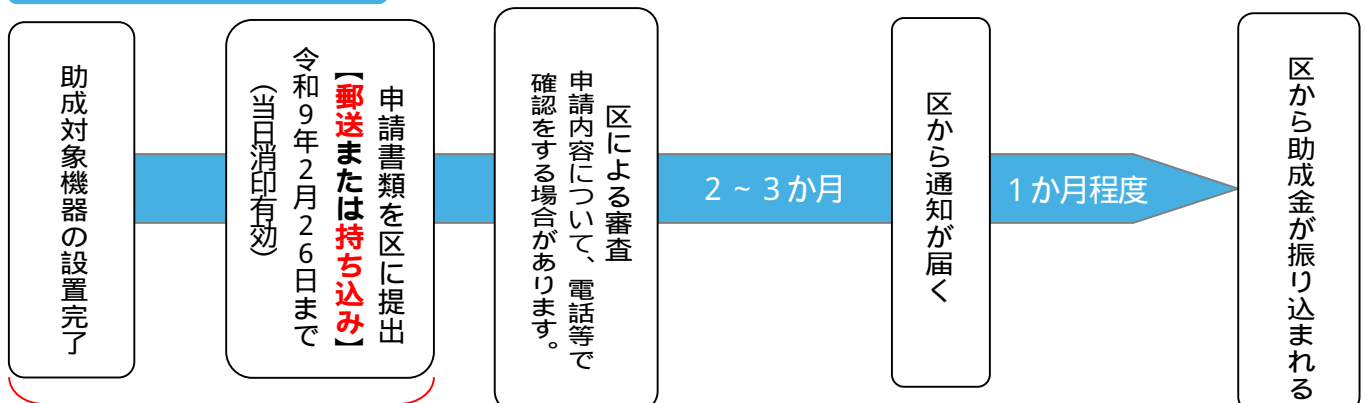 助成対象機器の設置完了
申請書類を区に提出
【郵送または持ち込み】
令和9年2月26日まで
（当日消印有効）
区による審査
申請内容について、電話等で
確認をする場合があります。
2 ~ 3 か月
区から通知が届く
1 か月程度
区から助成金が振り込まれる